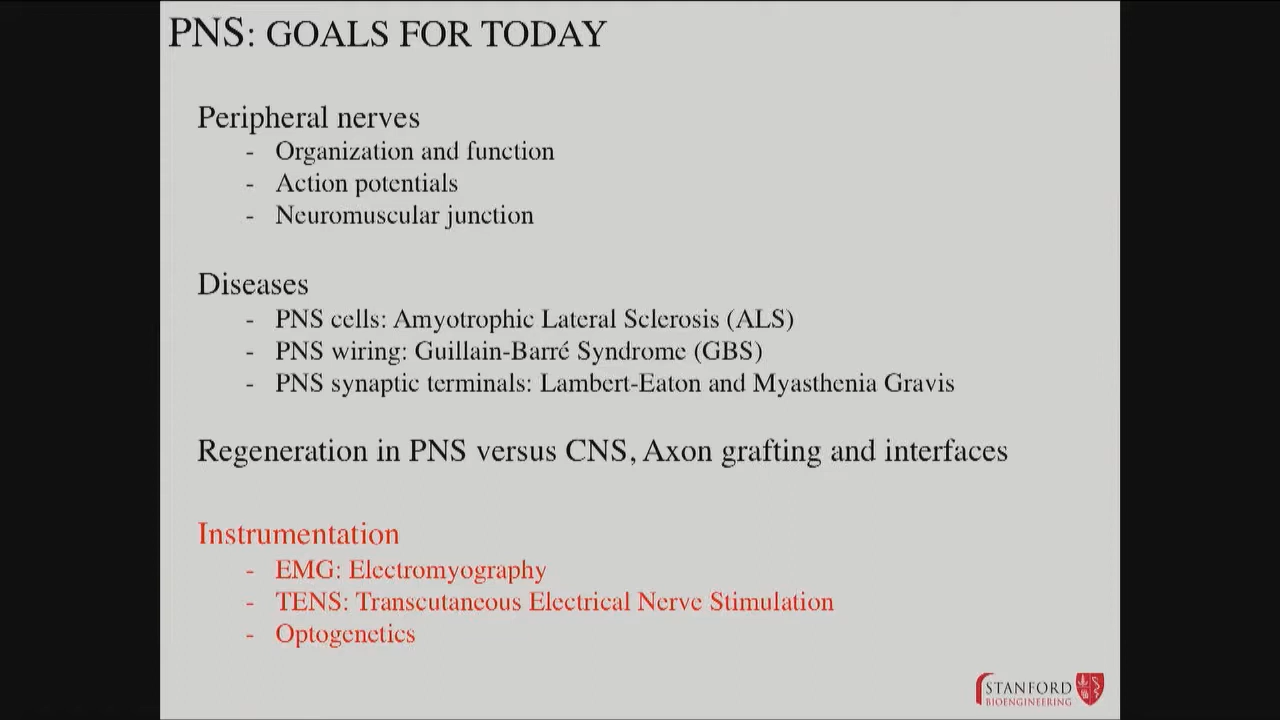 PNS: GOALS FOR TODAY
Peripheral nerves
- Organization and function
- Action potentials
- Neuromuscular junction
Diseases
- PNS cells: Amyotrophic Lateral Sclerosis (ALS)
- PNS wiring: Guillain-Barré Syndrome (GBS)
- PNS synaptic terminals: Lambert-Eaton and Myasthenia Gravis
Regeneration in PNS versus CNS, Axon grafting and interfaces
Instrumentation
- EMG: Electromyography
- TENS: Transcutaneous Electrical Nerve Stimulation
- Optogenetics
STANFORD
BIOENGINEERING